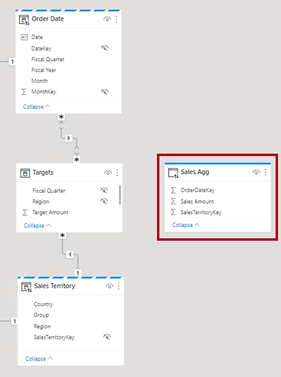 Order Date
Date
DateKey
Fiscal Quarter
Fiscal Year
Month
Σ MonthKey
Collapse
1
*
*
Targets
Fiscal Quarter
Region
Σ Target Amount
Collapse
Sales Agg
Σ OrderDateKey
Σ Sales Amount
Σ SalesTerritoryKey
Collapse
*
1
Sales Territory
Country
Group
Region
SalesTerritoryKey
Collapse
1